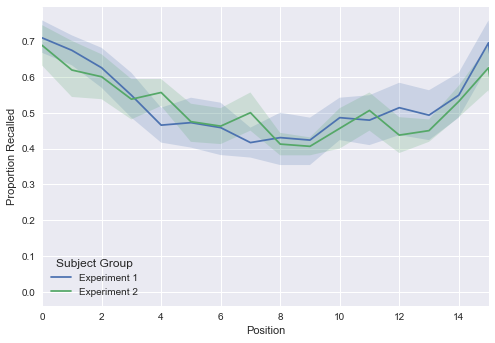 0.7
0.6
0.5
0.4
0.3
0.2
0.1
0.0
Proportion Recalled
Subject Group
Experiment 1
Experiment 2
0 2 4 6 8 10 12 14
Position